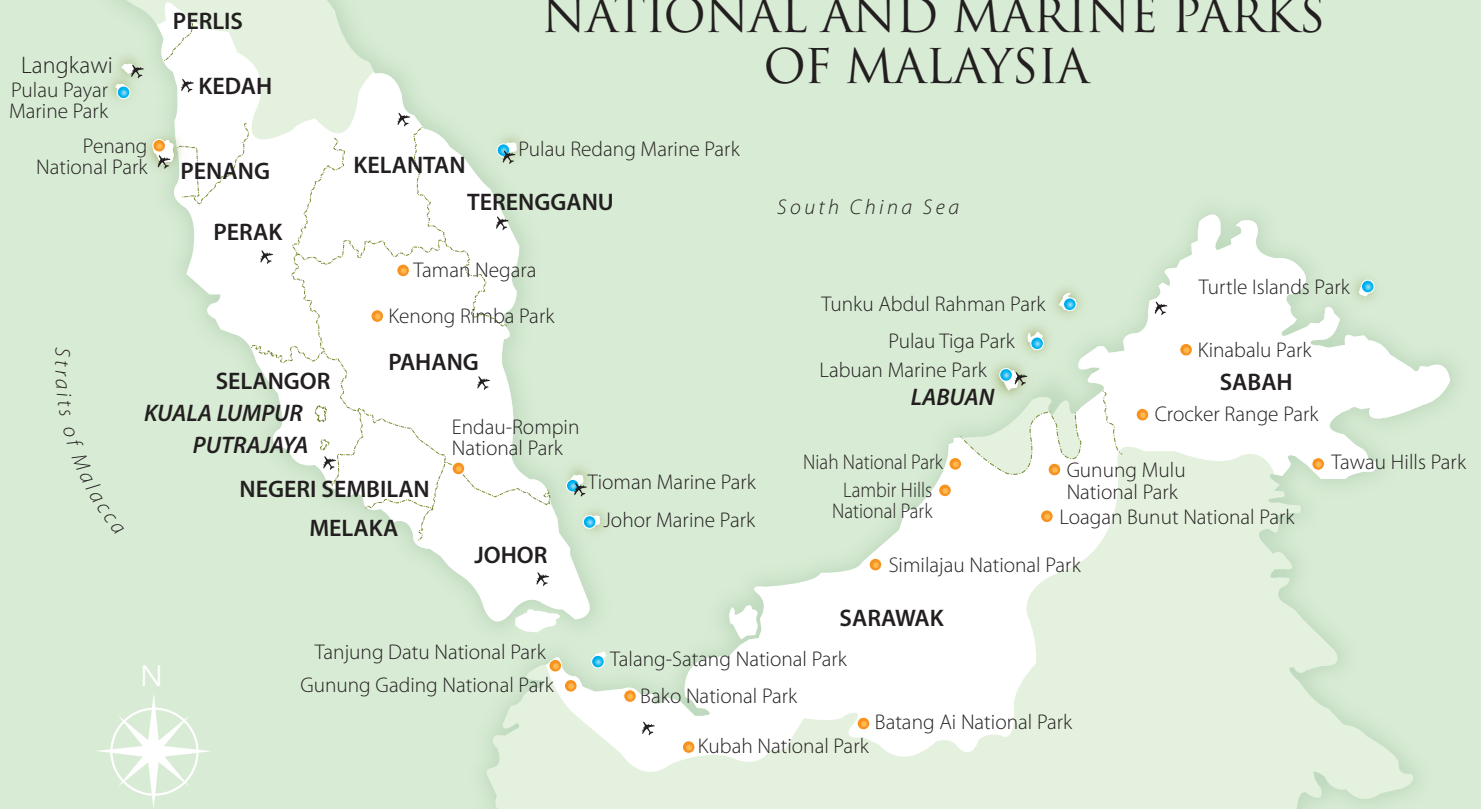 NATIONAL AND MARINE PARKS
OF MALAYSIA
PERLIS
Langkawi
KEDAH
Pulau Payar
Marine Park
Penang
National Park
PENANG
KELANTAN
Pulau Redang Marine Park
TERENGGANU
South China Sea
PERAK
Taman Negara
Kenong Rimba Park
Tunku Abdul Rahman Park
Turtle Islands Park
Pulau Tiga Park
Kinabalu Park
Labuan Marine Park
LABUAN
SABAH
Crocker Range Park
Straits of Malacca
PAHANG
SELANGOR
KUALA LUMPUR
PUTRAJAYA
Endau-Rompin
National Park
Niah National Park
Gunung Mulu
National Park
Tawau Hills Park
Lambir Hills
National Park
Loagan Bunut National Park
NEGERI SEMBILAN
Tioman Marine Park
MELAKA
Johor Marine Park
JOHOR
Similajau National Park
SARAWAK
Tanjung Datu National Park
Talang-Satang National Park
Gunung Gading National Park
Bako National Park
Batang Ai National Park
Kubah National Park
N